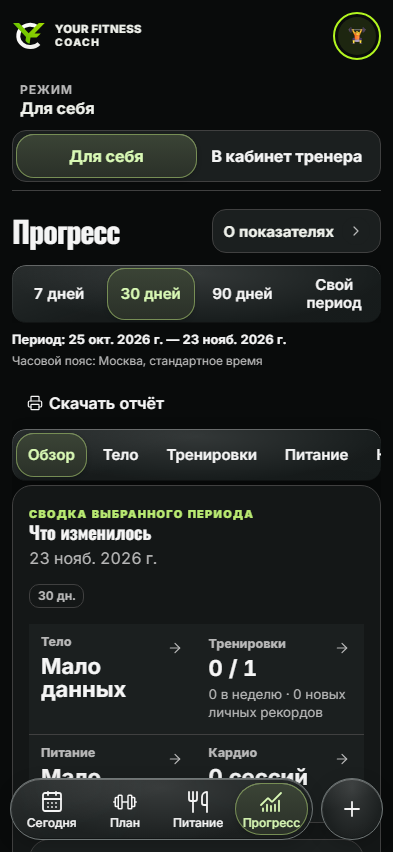 YOUR FITNESS
COACH
РЕЖИМ
Для себя
Для себя
В кабинет тренера
Прогресс
О показателях
7 дней
30 дней
90 дней
Свой
период
Период: 25 окт. 2026 г. — 23 нояб. 2026 г.
Часовой пояс: Москва, стандартное время
Скачать отчёт
Обзор
Тело
Тренировки
Питание
СВОДКА ВЫБРАННОГО ПЕРИОДА
Что изменилось
23 нояб. 2026 г.
30 дн.
Тело
Мало
данных
Тренировки
0 / 1
0 в неделю · 0 новых
личных рекордов
Питание
Мало
Кардио
0 сессий
Сегодня
План
Питание
Прогресс